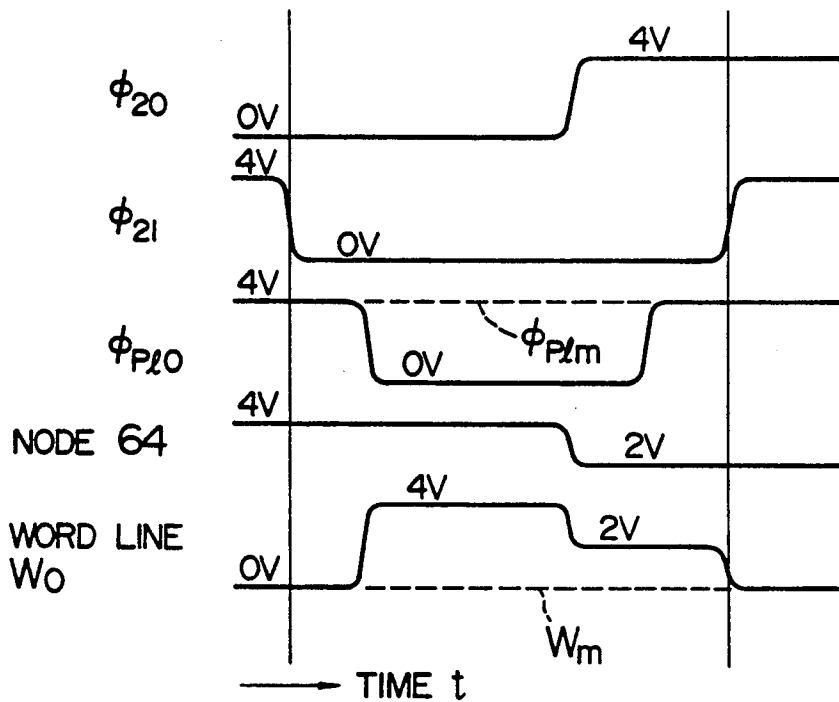 4V
ϕ20
0V
4V
ϕ21
0V
4V
ϕPℓm
ϕPℓ0
0V
4V
NODE 64
2V
4V
WORD LINE
W0
2V
0V
Wm
TIME t